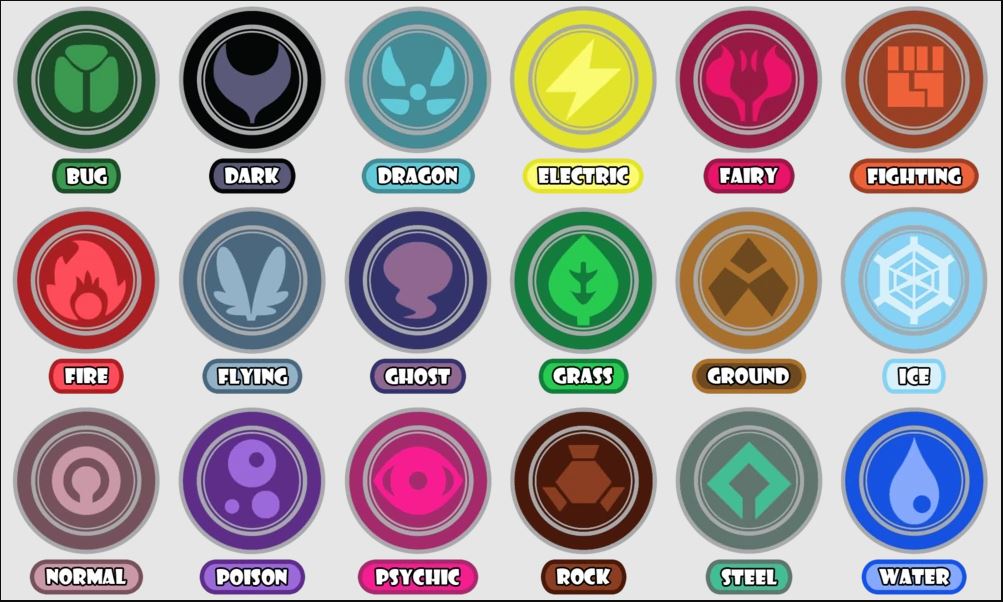 BUG
DARK
DRAGON
ELECTRIC
FAIRY
FIGHTING
FIRE
FLYING
GHOST
GRASS
GROUND
ICE
NORMAL
POISON
PSYCHIC
ROCK
STEEL
WATER